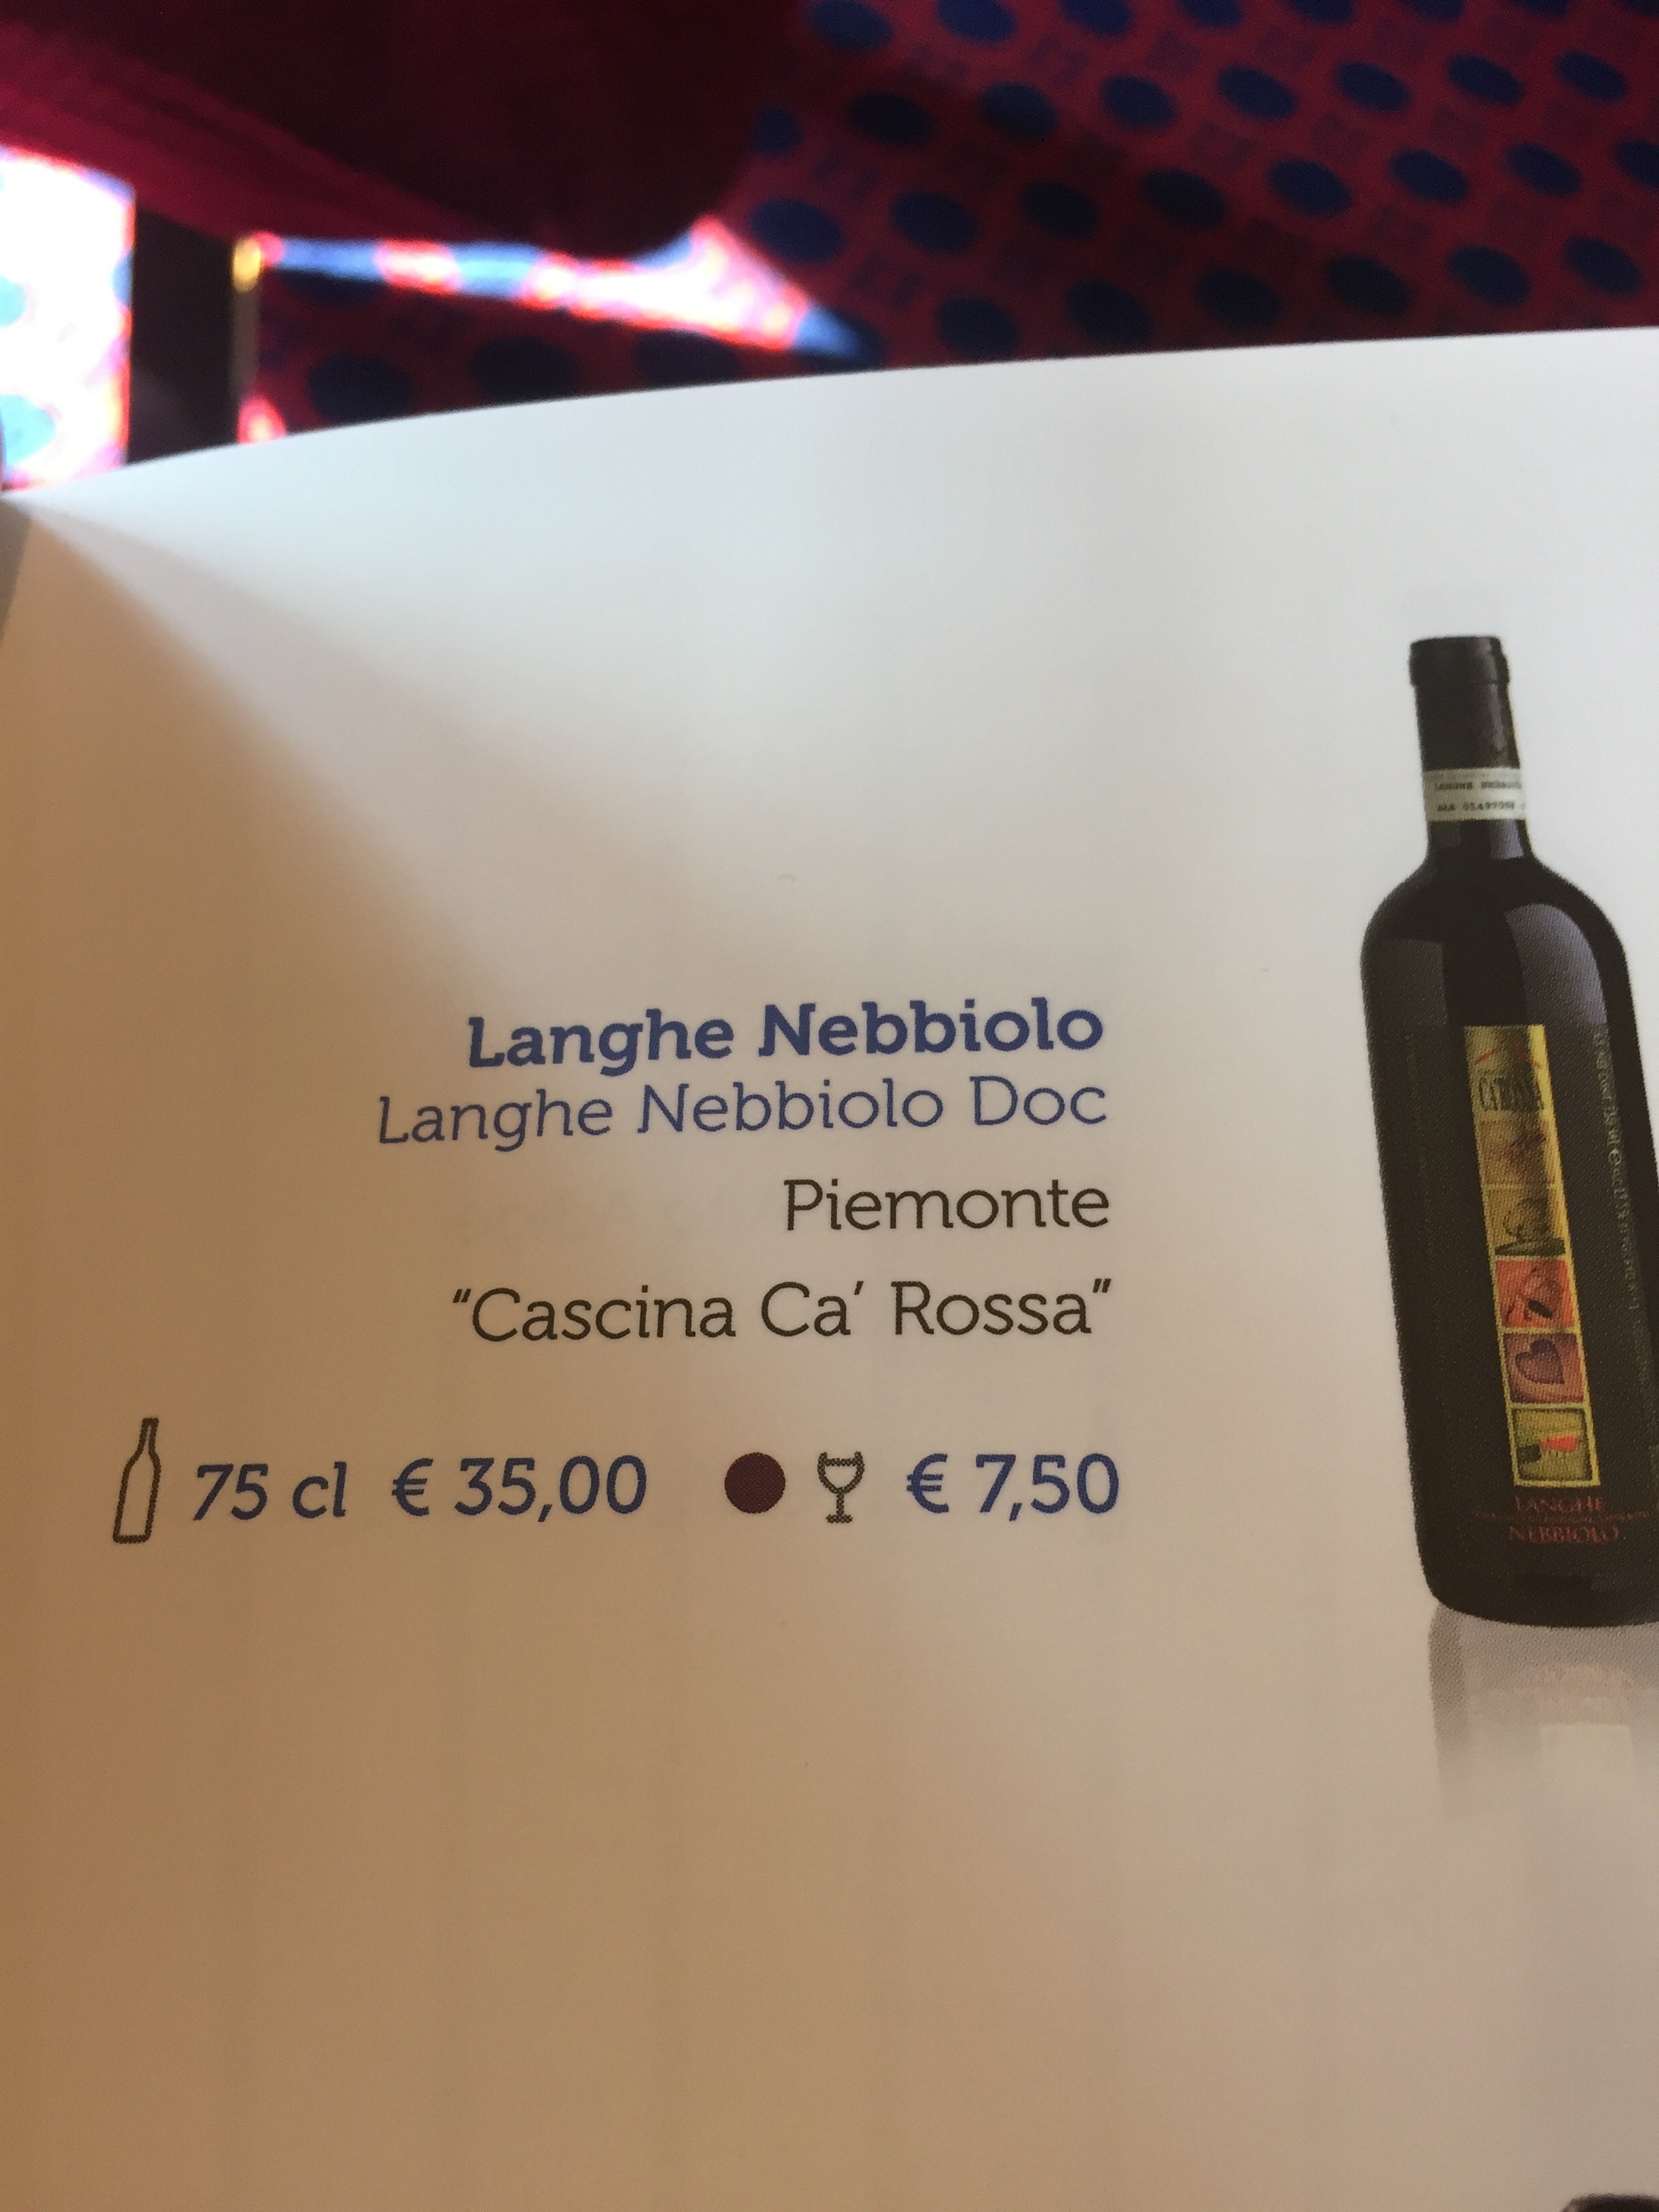 Langhe Nebbiolo
Langhe Nebbiolo Doc
Piemonte
“Cascina Ca’ Rossa”
75 cl € 35,00 € 7,50
LANGHE
NEBBIOLO